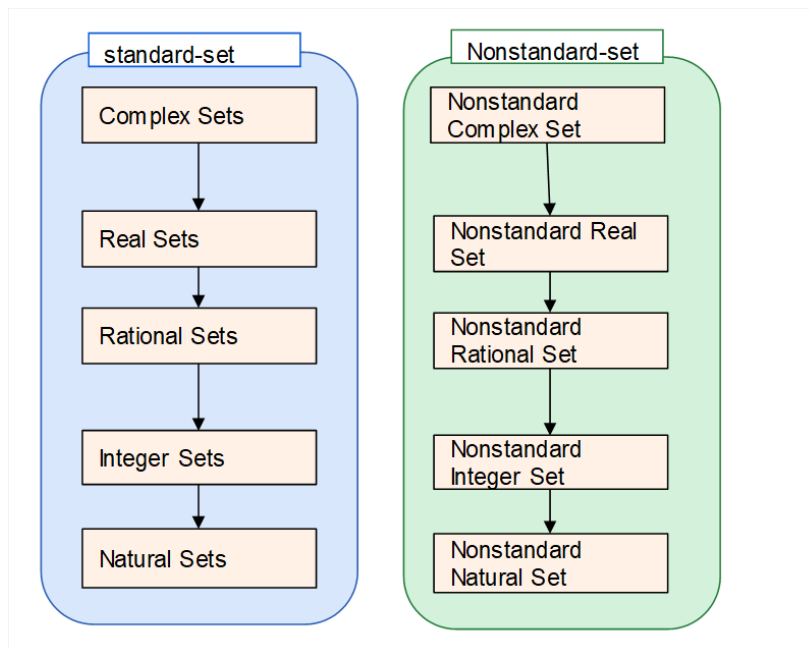 standard-set
Complex Sets
Real Sets
Rational Sets
Integer Sets
Natural Sets
Nonstandard-set
Nonstandard
Complex Set
Nonstandard Real
Set
Nonstandard
Rational Set
Nonstandard
Integer Set
Nonstandard
Natural Set